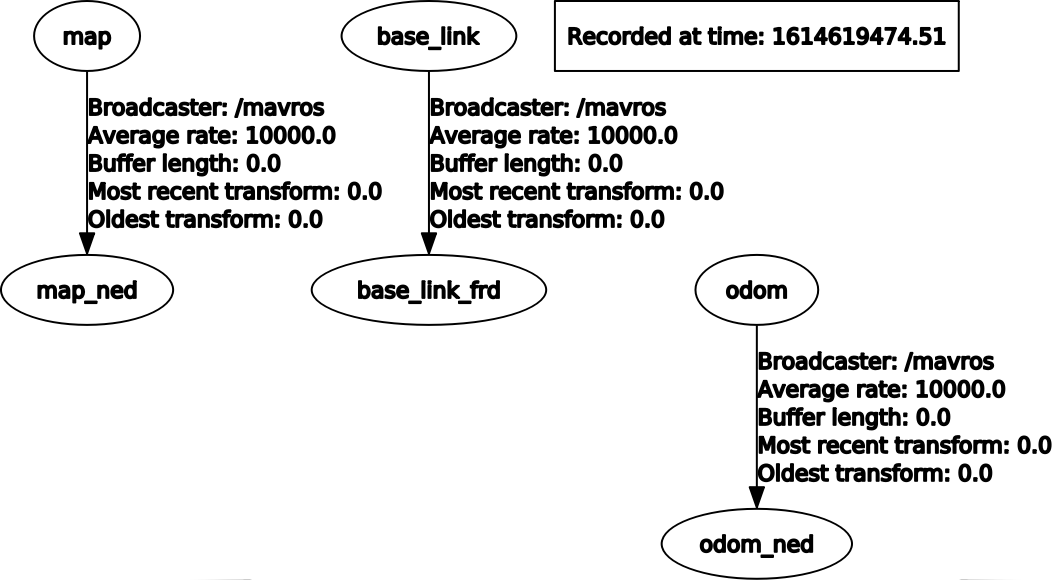 map
base_link
Recorded at time: 1614619474.51
Broadcaster: /mavros
Average rate: 10000.0
Buffer length: 0.0
Most recent transform: 0.0
Oldest transform: 0.0
Broadcaster: /mavros
Average rate: 10000.0
Buffer length: 0.0
Most recent transform: 0.0
Oldest transform: 0.0
map_ned
base_link_frd
odom
Broadcaster: /mavros
Average rate: 10000.0
Buffer length: 0.0
Most recent transform: 0.0
Oldest transform: 0.0
odom_ned